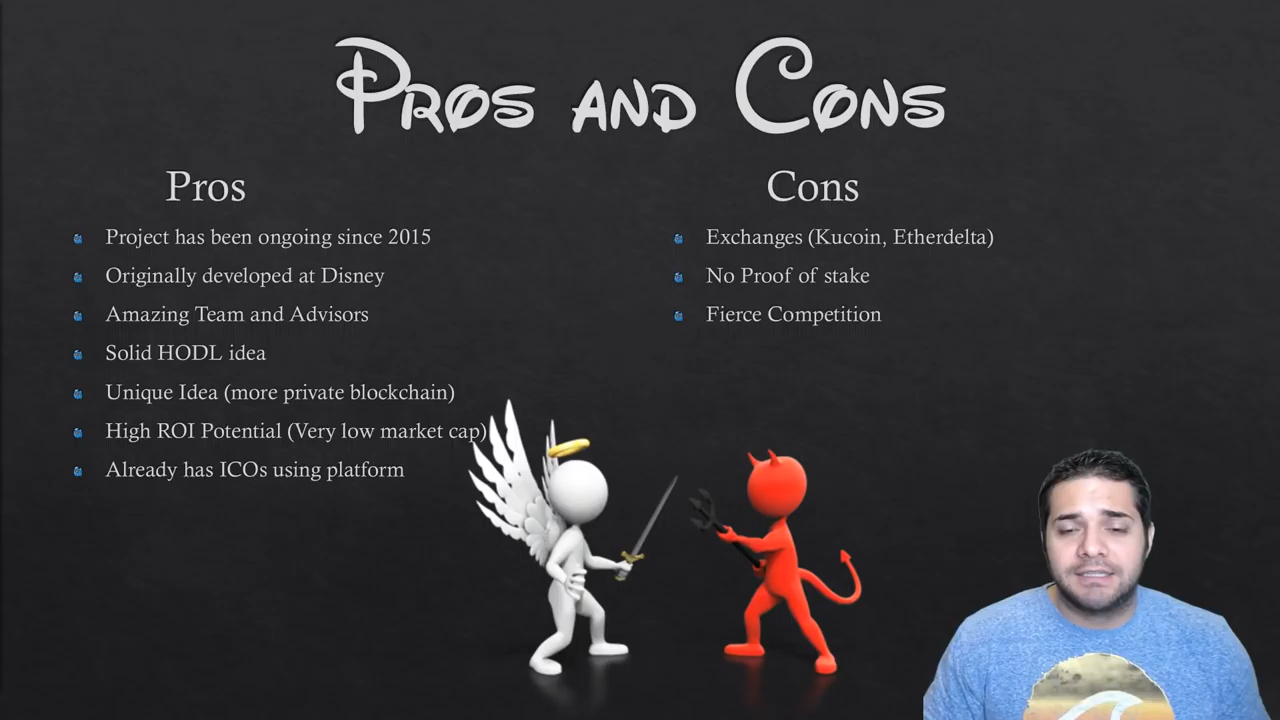 Pros and Cons
Pros
Project has been ongoing since 2015
Originally developed at Disney
Amazing Team and Advisors
Solid HODL idea
Unique Idea (more private blockchain)
High ROI Potential (Very low market cap)
Already has ICOs using platform
Cons
Exchanges (Kucoin, Etherdelta)
No Proof of stake
Fierce Competition